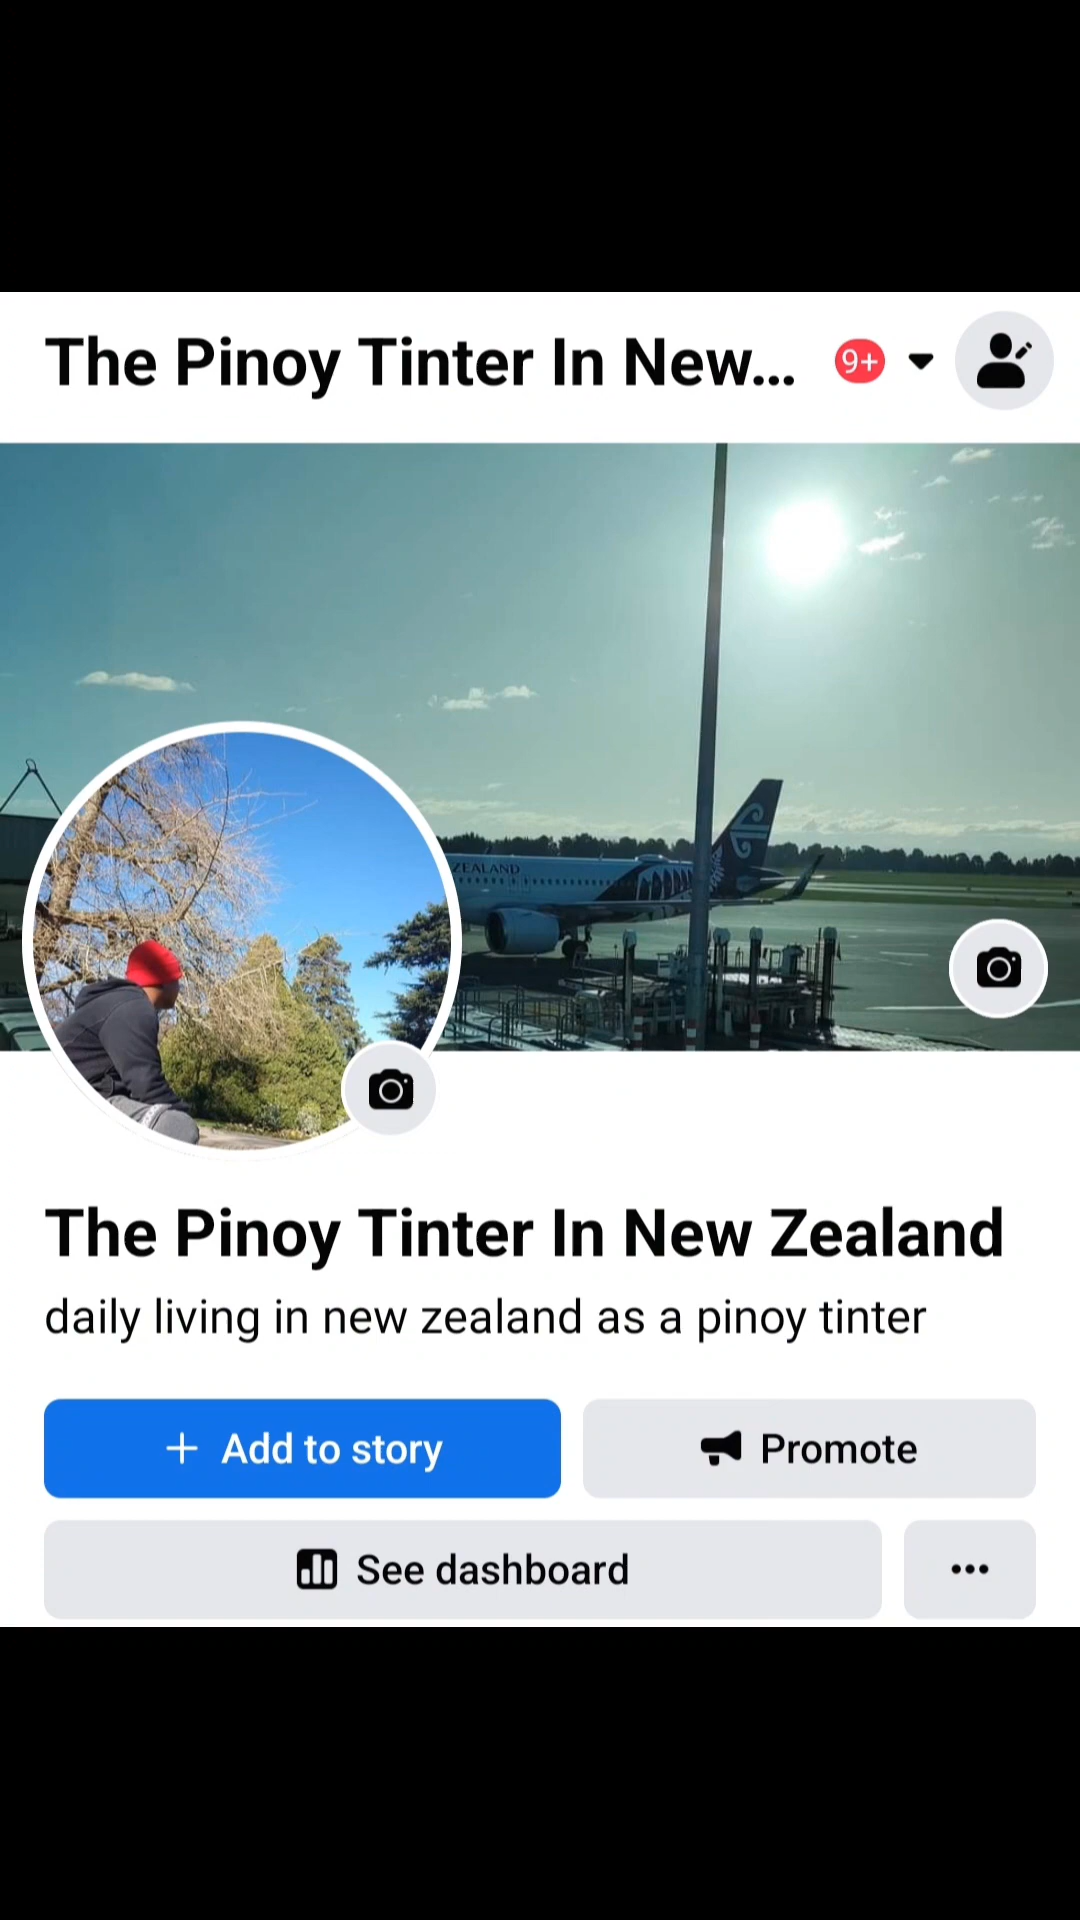 The Pinoy Tinter In New...
9+
ZEALAND
The Pinoy Tinter In New Zealand
daily living in new zealand as a pinoy tinter
Add to story
Promote
See dashboard